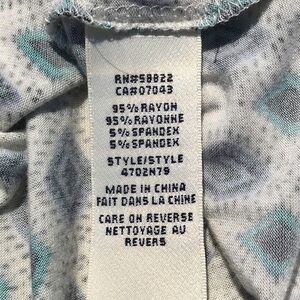 RN#58822
CA#07043
95% RAYON
95% RAYONNE
5% SPANDEX
5% SPANDEX
STYLE/STYLE
4702N79
MADE IN CHINA
FAIT DANS LA CHINE
CARE ON REVERSE
NETTOYAGE AU
REVERS